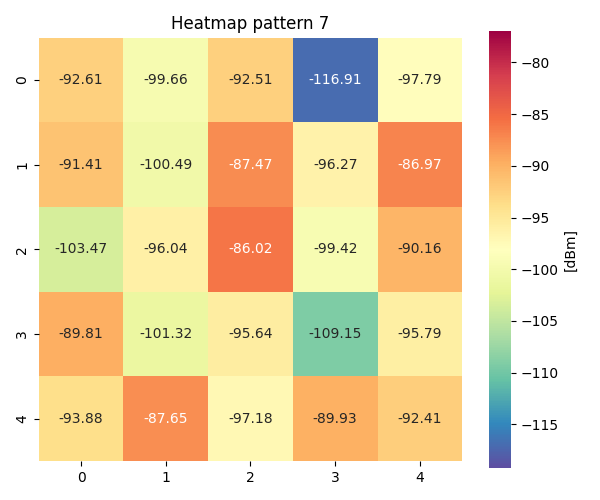 Heatmap pattern 7
0 -92.61 -99.66 -92.51 -116.91 -97.79
1 -91.41 -100.49 -87.47 -96.27 -86.97
2 -103.47 -96.04 -86.02 -99.42 -90.16
3 -89.81 -101.32 -95.64 -109.15 -95.79
4 -93.88 -87.65 -97.18 -89.93 -92.41
0 1 2 3 4
−80
−85
−90
−95
−100
−105
−110
−115
[dBm]